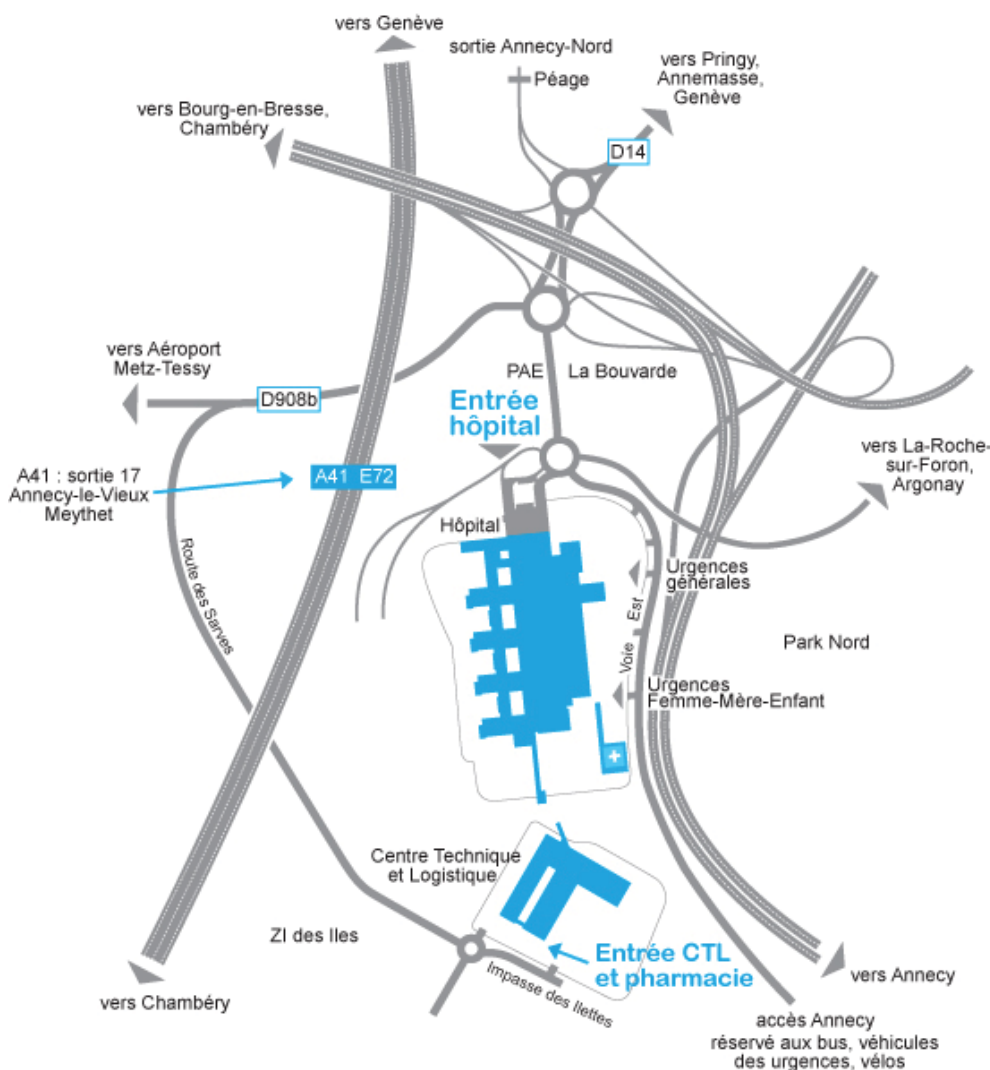 vers Genève
sortie Annecy-Nord
Péage
vers Pringy,
Annemasse,
Genève
vers Bourg-en-Bresse,
Chambéry
D14
vers Aéroport
Metz-Tessy
D908b
PAE
La Bouvarde
Entrée
hôpital
A41 : sortie 17
Annecy-le-Vieux
Meythet
A41 E72
vers La-Roche-
sur-Foron,
Argonay
Hôpital
Route des Sarves
Urgences
générales
Voie Est
Park Nord
Urgences
Femme-Mère-Enfant
Centre Technique
et Logistique
ZI des Iles
Entrée CTL
et pharmacie
Impasse des Ilettes
vers Chambéry
vers Annecy
accès Annecy
réservé aux bus, véhicules
des urgences, vélos